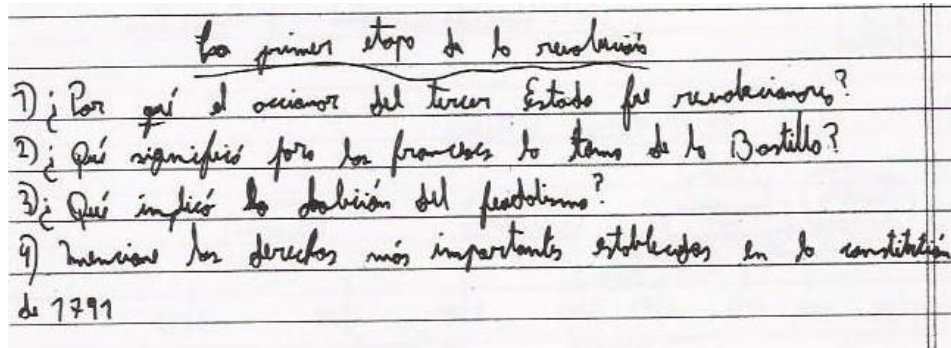 La primer etapa de la revolución
1) ¿Por qué el accionar del tercer Estado fue revolucionario?
2) ¿Qué significó para los franceses la toma de la Bastilla?
3) ¿Qué implicó la abolición del feudalismo?
4) Mencione los derechos más importantes establecidos en la constitución
de 1791